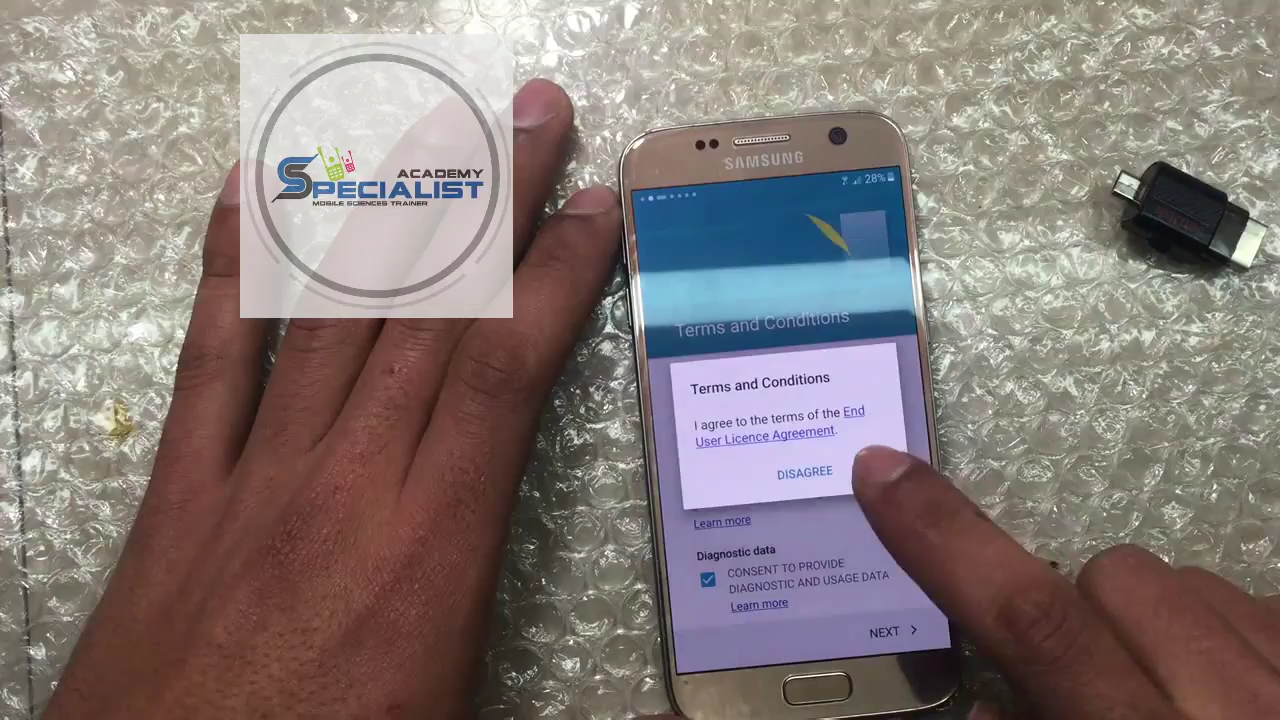 ACADEMY
SPECIALIST
MOBILE SCIENCES TRAINER
SAMSUNG
28%
Terms and Conditions
Terms and Conditions
I agree to the terms of the End
User Licence Agreement.
DISAGREE
Learn more
Diagnostic data
CONSENT TO PROVIDE
DIAGNOSTIC AND USAGE DATA
Learn more
NEXT >